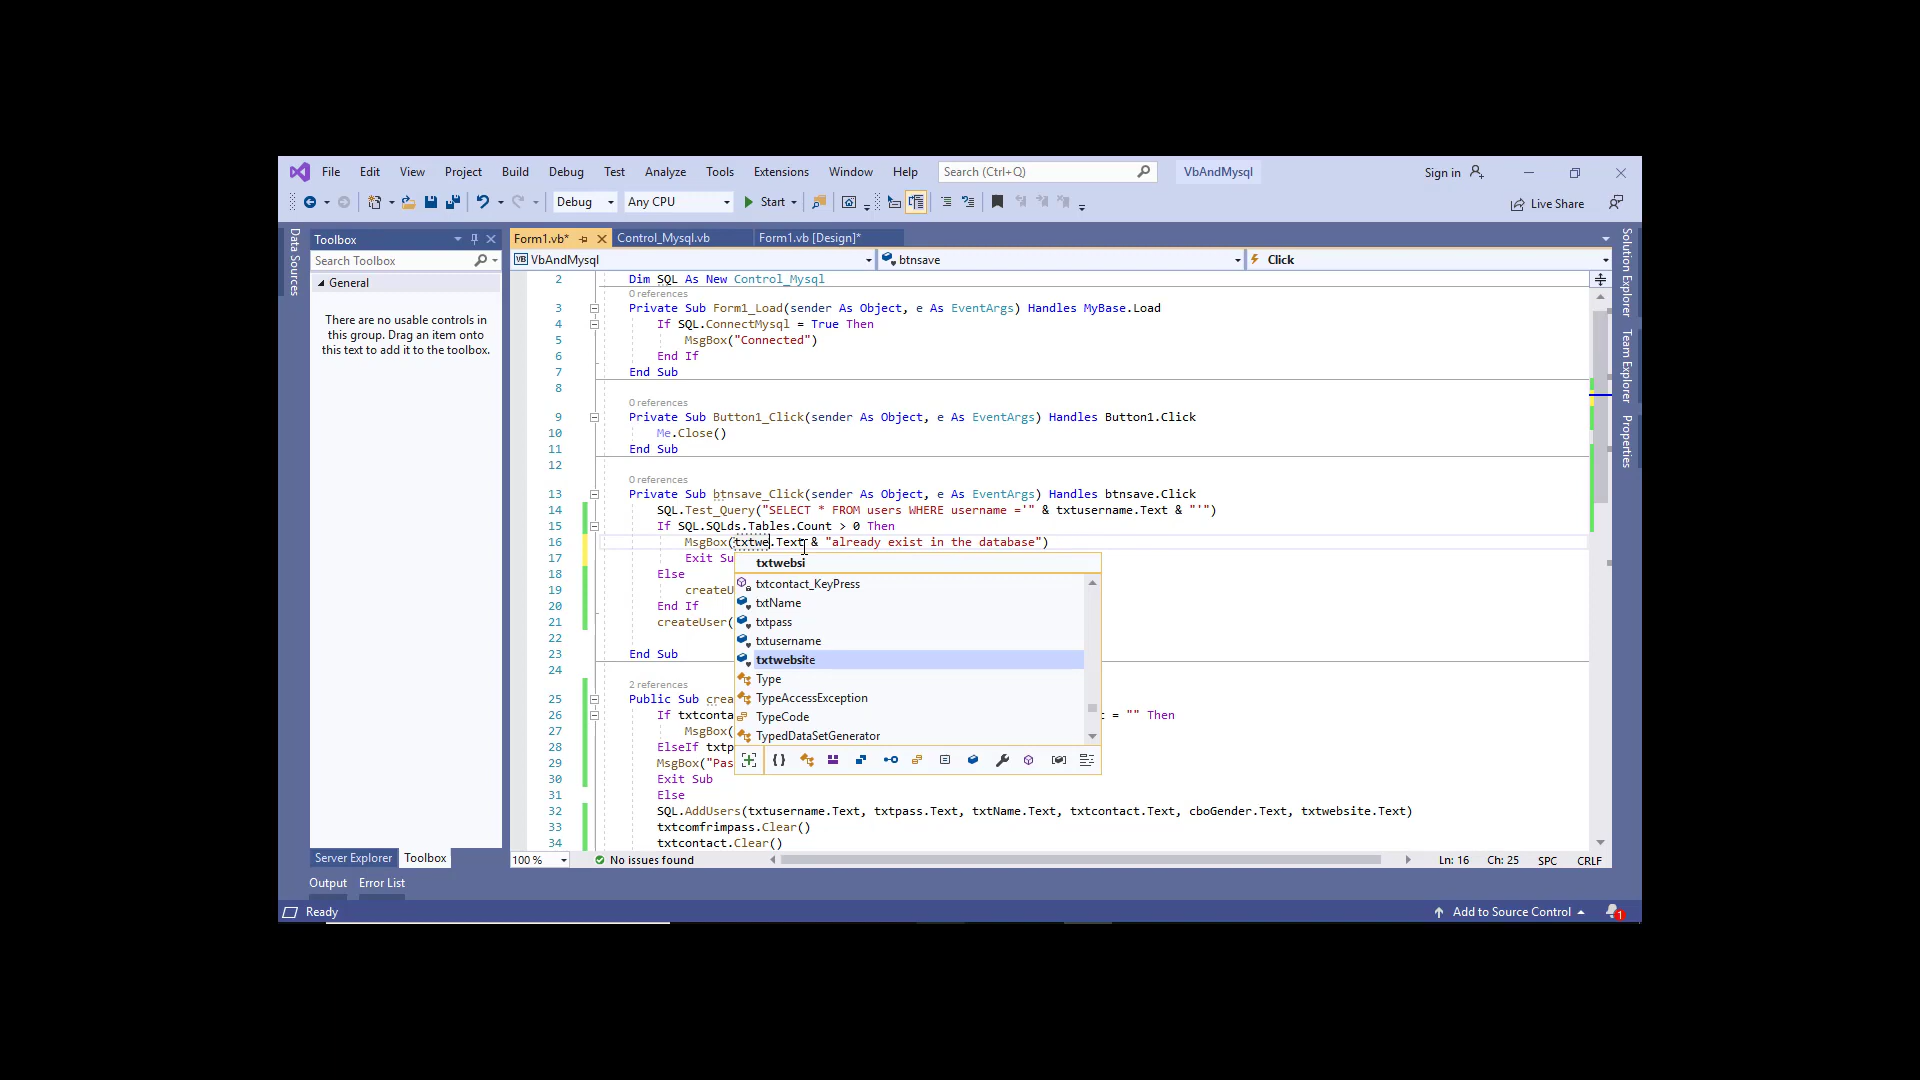 File Edit View Project Build Debug Test Analyze Tools Extensions Window Help Search (Ctrl+Q) VbAndMysql Sign in
Debug Any CPU Start Live Share
Data Sources
Toolbox
Search Toolbox
General
There are no usable controls in
this group. Drag an item onto
this text to add it to the toolbox.
Server Explorer Toolbox
Form1.vb* Control_Mysql.vb Form1.vb [Design]*
VB VbAndMysql btnsave Click
2 Dim SQL As New Control_Mysql
0 references
3 Private Sub Form1_Load(sender As Object, e As EventArgs) Handles MyBase.Load
4 If SQL.ConnectMysql = True Then
5 MsgBox("Connected")
6 End If
7 End Sub
8
0 references
9 Private Sub Button1_Click(sender As Object, e As EventArgs) Handles Button1.Click
10 Me.Close()
11 End Sub
12
0 references
13 Private Sub btnsave_Click(sender As Object, e As EventArgs) Handles btnsave.Click
14 SQL.Test_Query("SELECT * FROM users WHERE username ='" & txtusername.Text & "'")
15 If SQL.SQLds.Tables.Count > 0 Then
16 MsgBox(txtwe.Text & "already exist in the database")
17 Exit Su
18 Else
19 createU
20 End If
21 createUser(
22
23 End Sub
24
2 references
25 Public Sub crea
26 If txtconta t = "" Then
27 MsgBox(
28 ElseIf txtp
29 MsgBox("Pas
30 Exit Sub
31 Else
32 SQL.AddUsers(txtusername.Text, txtpass.Text, txtName.Text, txtcontact.Text, cboGender.Text, txtwebsite.Text)
33 txtcomfrimpass.Clear()
34 txtcontact.Clear()
txtwebsi
txtcontact_KeyPress
txtName
txtpass
txtusername
txtwebsite
Type
TypeAccessException
TypeCode
TypedDataSetGenerator
100 % No issues found Ln: 16 Ch: 25 SPC CRLF
Solution Explorer
Team Explorer
Properties
Output Error List
Ready Add to Source Control 1